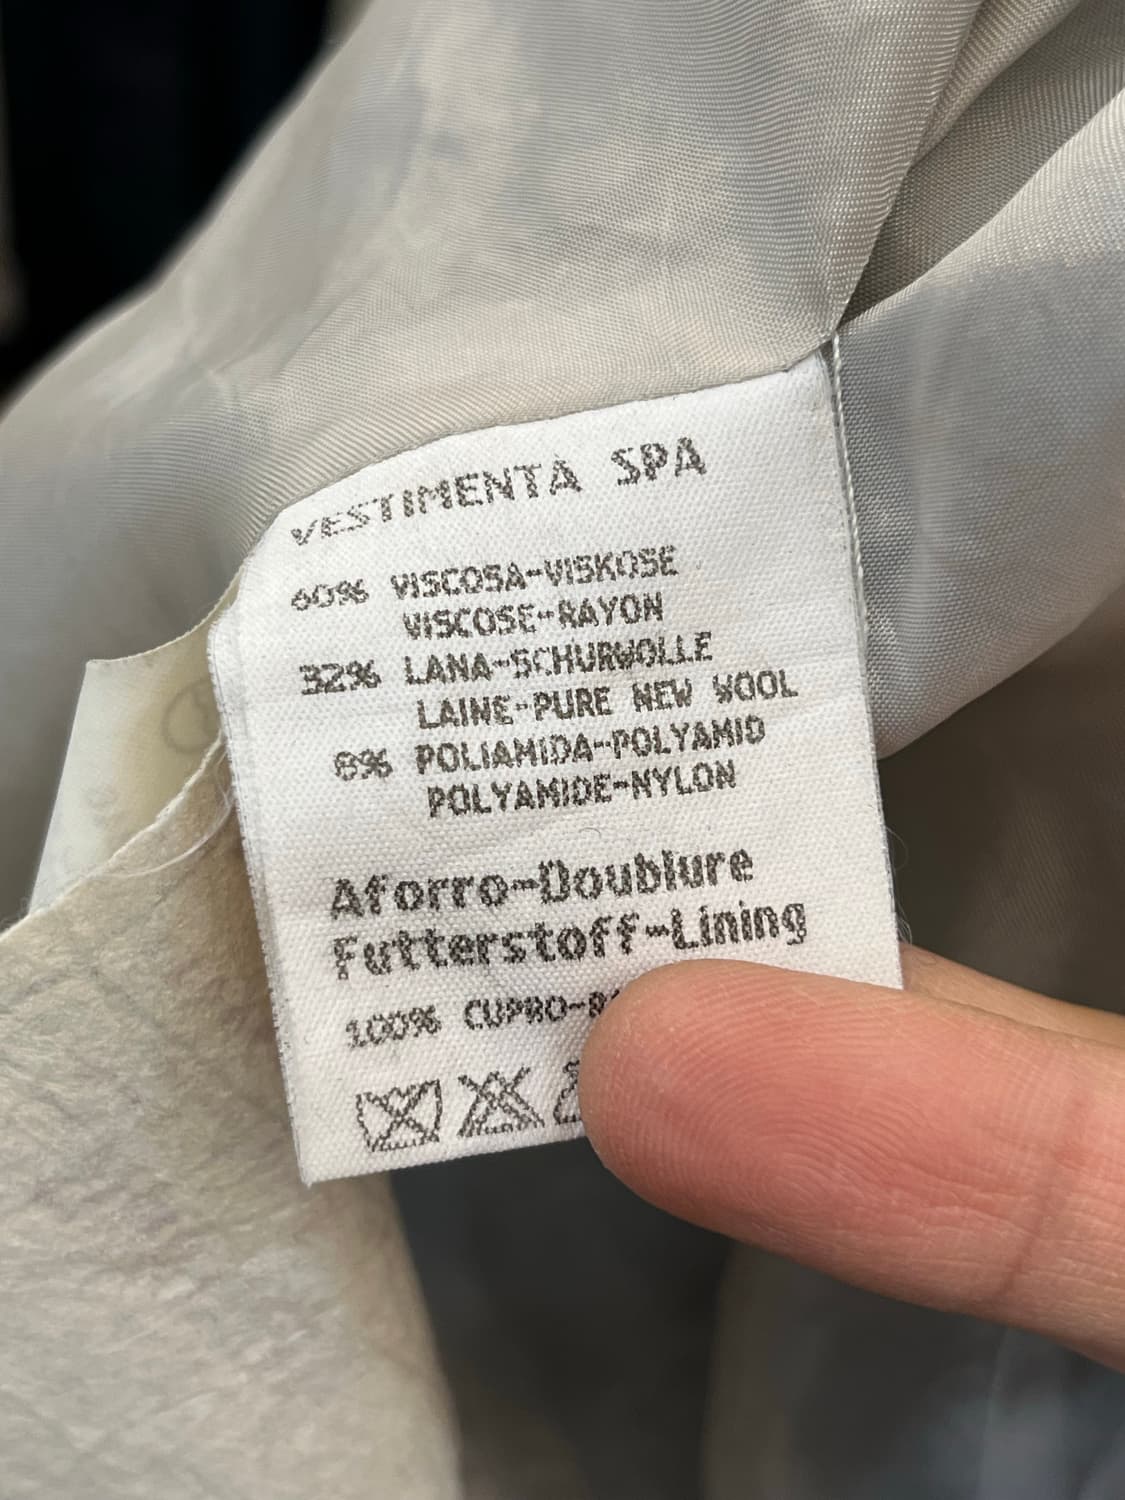 VESTIMENTA SPA
60% VISCOSA-VISKOSE
VISCOSE-RAYON
32% LANA-SCHURWOLLE
LAINE-PURE NEW WOOL
8% POLIAMIDA-POLYAMID
POLYAMIDE-NYLON
Aforro-Doublure
Futterstoff-Lining
100% CUPRO-